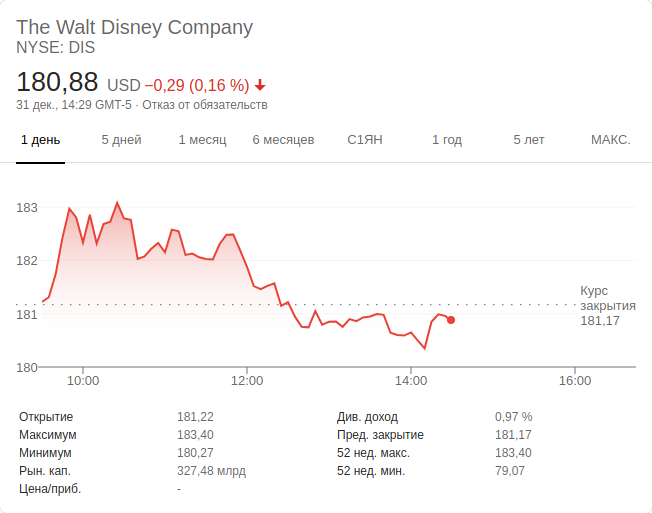 The Walt Disney Company
NYSE: DIS
180,88 USD −0,29 (0,16 %)
31 дек., 14:29 GMT-5 · Отказ от обязательств
1 день 5 дней 1 месяц 6 месяцев С1ЯН 1 год 5 лет МАКС.
183
182
Курс
закрытия
181 181,17
180
10:00 12:00 14:00 16:00
Открытие 181,22 Див. доход 0,97 %
Максимум 183,40 Пред. закрытие 181,17
Минимум 180,27 52 нед. макс. 183,40
Рын. кап. 327,48 млрд 52 нед. мин. 79,07
Цена/приб. -